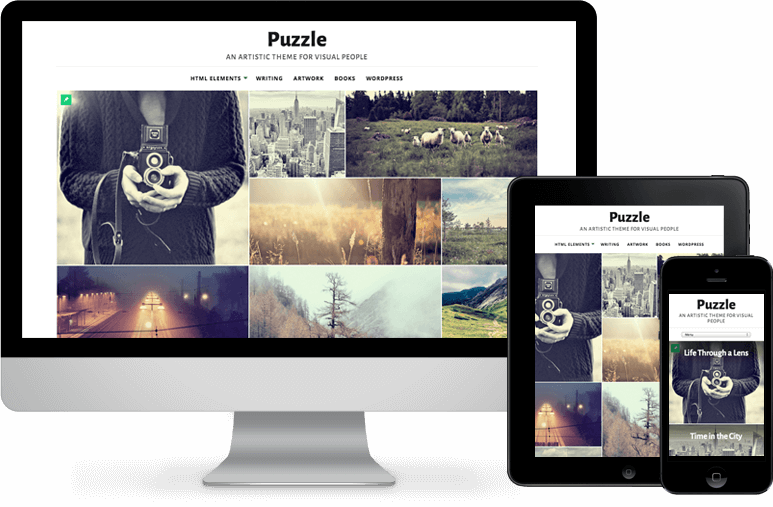 Puzzle
AN ARTISTIC THEME FOR VISUAL PEOPLE
HTML ELEMENTS WRITING ARTWORK BOOKS WORDPRESS
Puzzle
AN ARTISTIC THEME FOR VISUAL PEOPLE
HTML ELEMENTS WRITING ARTWORK BOOKS WORDPRESS
Puzzle
AN ARTISTIC THEME FOR VISUAL
PEOPLE
Menu
Life Through a Lens
Time in the City